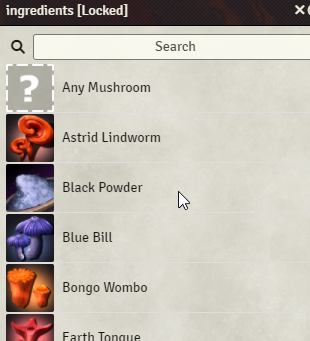 ingredients [Locked]
Search
?
Any Mushroom
Astrid Lindworm
Black Powder
Blue Bill
Bongo Wombo
Earth Tongue